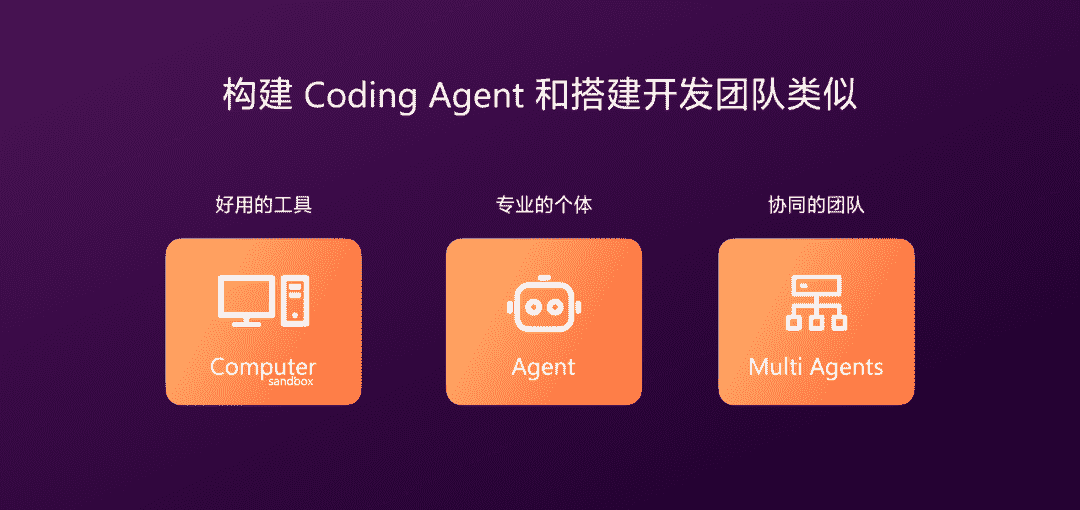 构建 Coding Agent 和搭建开发团队类似
好用的工具
专业的个体
协同的团队
Computer
sandbox
Agent
Multi Agents